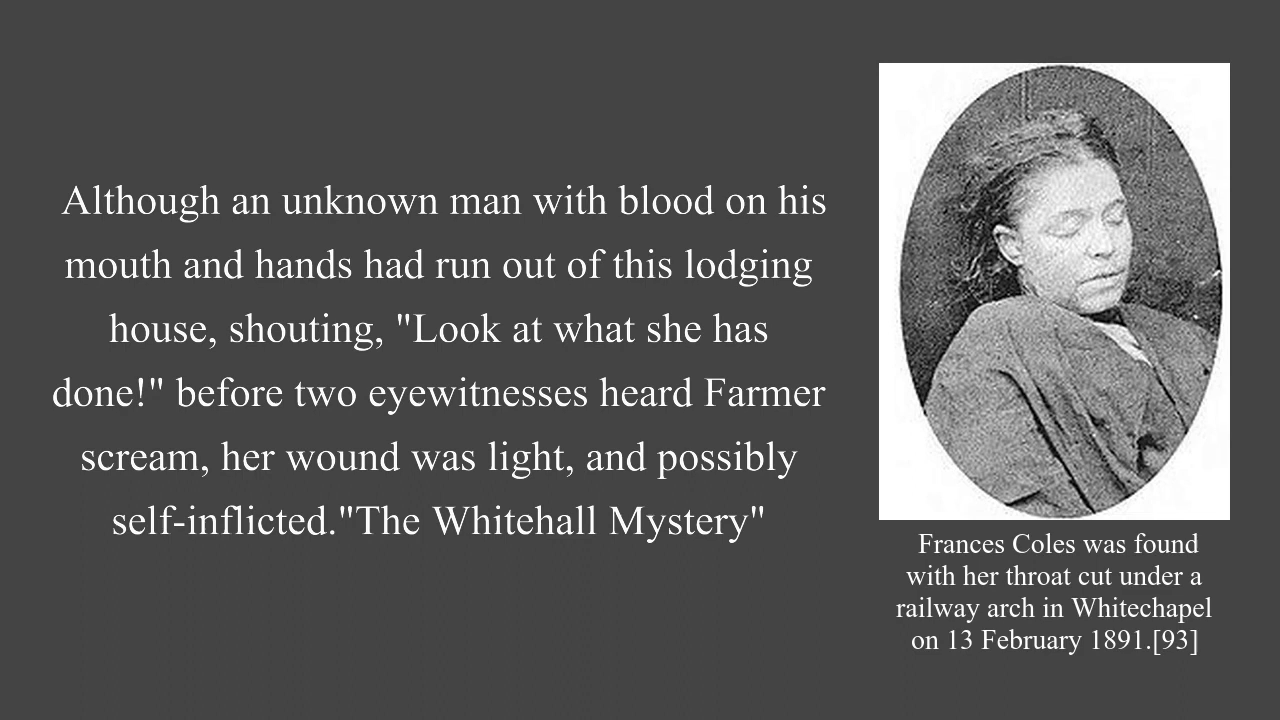 Although an unknown man with blood on his
mouth and hands had run out of this lodging
house, shouting, "Look at what she has
done!" before two eyewitnesses heard Farmer
scream, her wound was light, and possibly
self-inflicted."The Whitehall Mystery"
Frances Coles was found
with her throat cut under a
railway arch in Whitechapel
on 13 February 1891.[93]